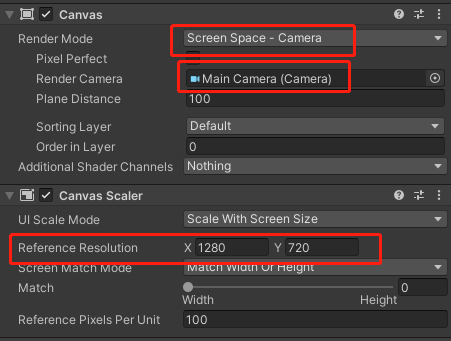 Canvas
Render Mode Screen Space - Camera
Pixel Perfect
Render Camera Main Camera (Camera)
Plane Distance 100
Sorting Layer Default
Order in Layer 0
Additional Shader Channels Nothing
Canvas Scaler
UI Scale Mode Scale With Screen Size
Reference Resolution X 1280 Y 720
Screen Match Mode Match Width Or Height
Match 0
Width Height
Reference Pixels Per Unit 100